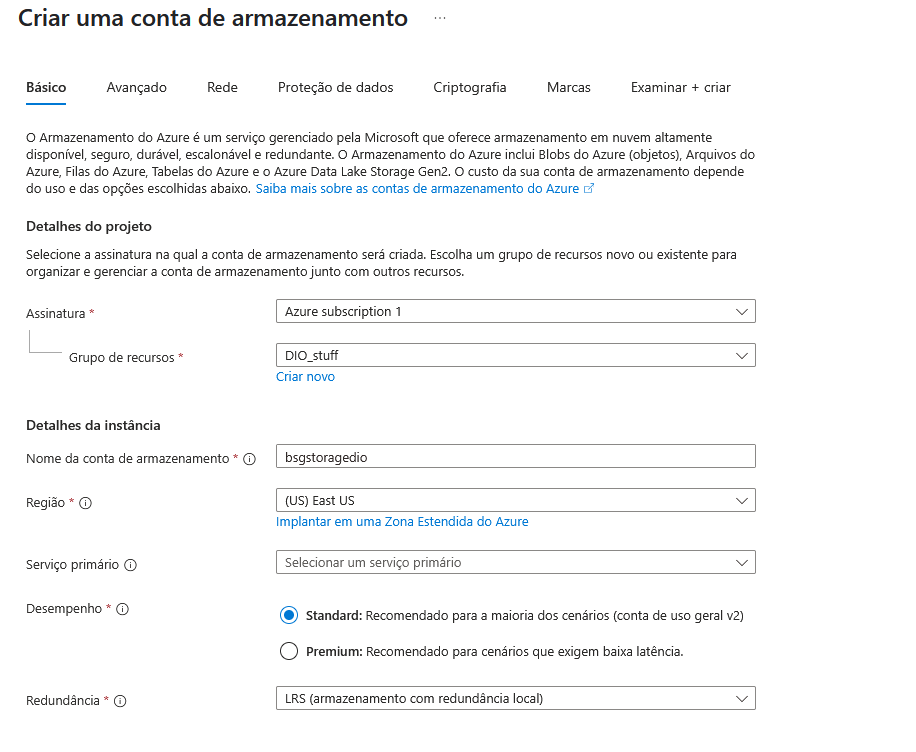 Criar uma conta de armazenamento ...
Básico Avançado Rede Proteção de dados Criptografia Marcas Examinar + criar
O Armazenamento do Azure é um serviço gerenciado pela Microsoft que oferece armazenamento em nuvem altamente
disponível, seguro, durável, escalonável e redundante. O Armazenamento do Azure inclui Blobs do Azure (objetos), Arquivos do
Azure, Filas do Azure, Tabelas do Azure e o Azure Data Lake Storage Gen2. O custo da sua conta de armazenamento depende
do uso e das opções escolhidas abaixo. Saiba mais sobre as contas de armazenamento do Azure
Detalhes do projeto
Selecione a assinatura na qual a conta de armazenamento será criada. Escolha um grupo de recursos novo ou existente para
organizar e gerenciar a conta de armazenamento junto com outros recursos.
Assinatura * Azure subscription 1
Grupo de recursos * DIO_stuff
Criar novo
Detalhes da instância
Nome da conta de armazenamento * bsgstoragedio
Região * (US) East US
Implantar em uma Zona Estendida do Azure
Serviço primário Selecionar um serviço primário
Desempenho * Standard: Recomendado para a maioria dos cenários (conta de uso geral v2)
Premium: Recomendado para cenários que exigem baixa latência.
Redundância * LRS (armazenamento com redundância local)